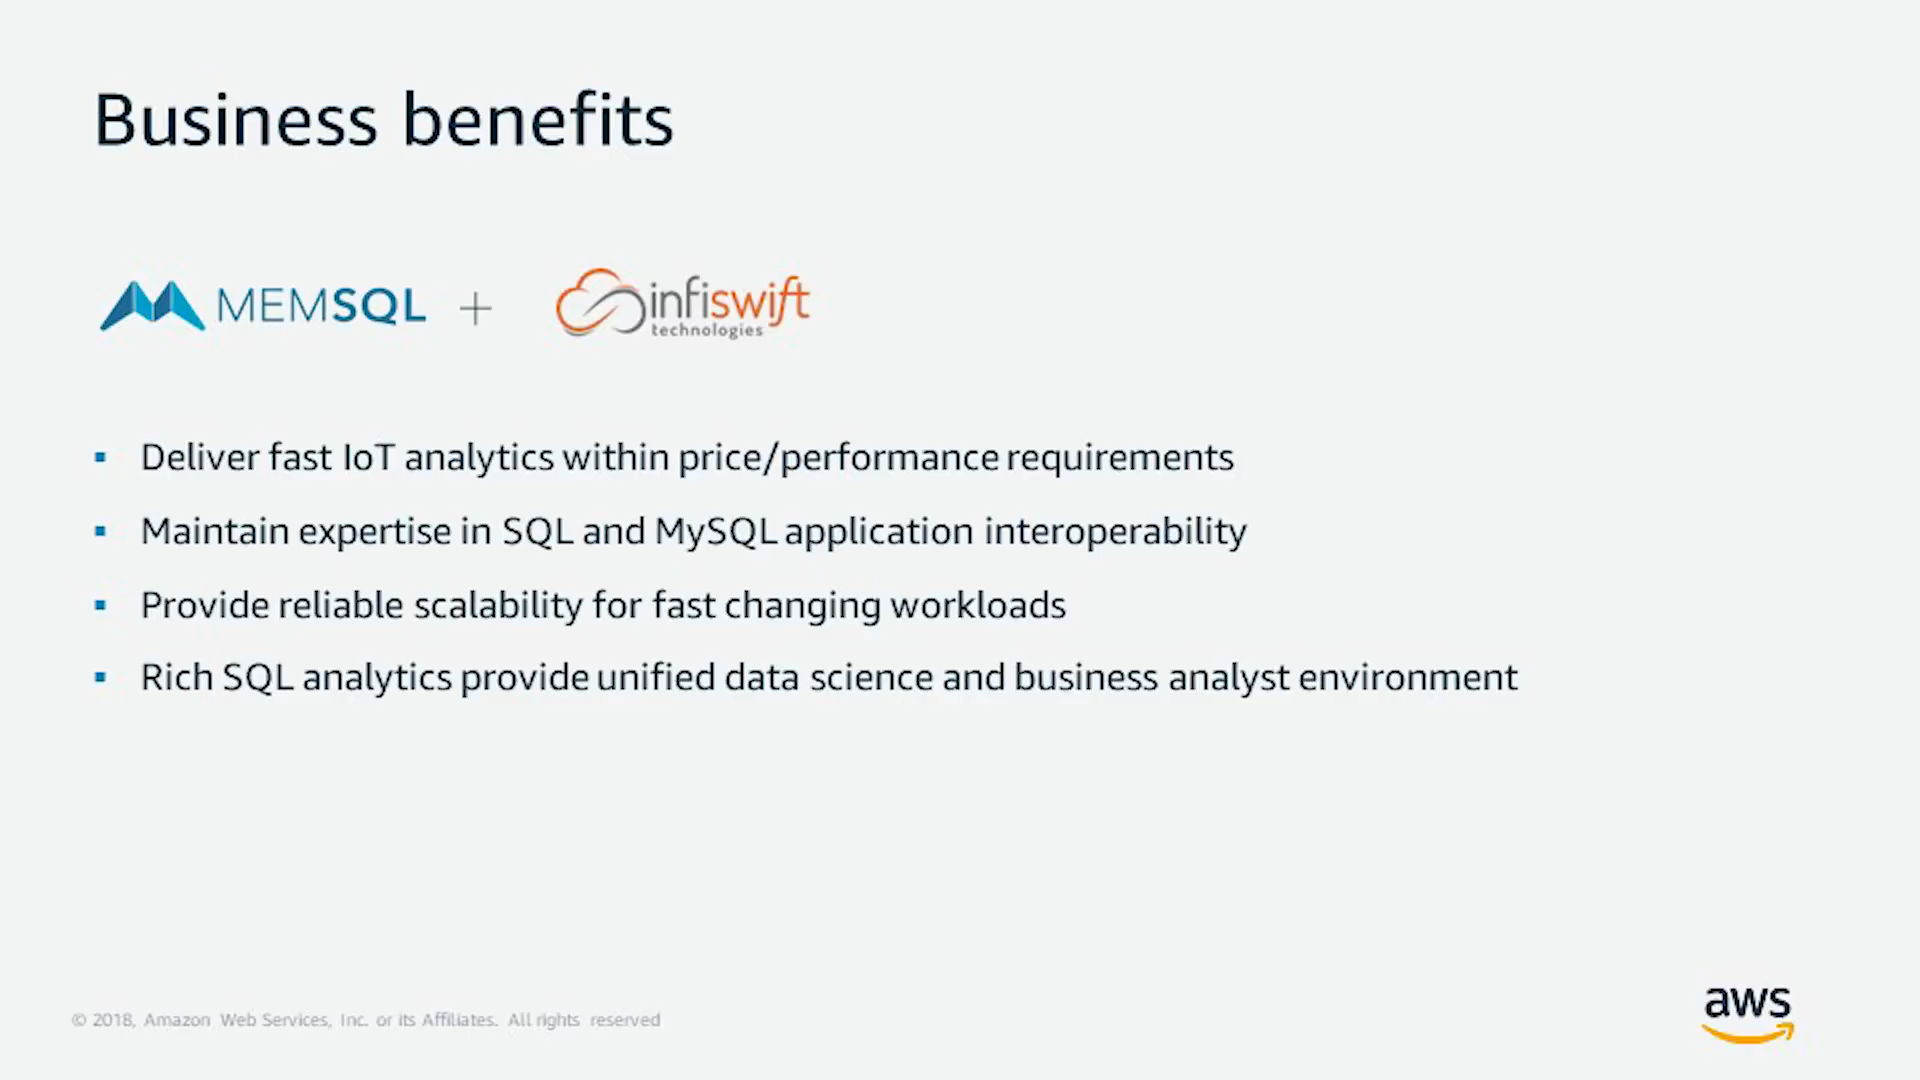 Business benefits
MEMSQL + infiswift
technologies
▪ Deliver fast IoT analytics within price/performance requirements
▪ Maintain expertise in SQL and MySQL application interoperability
▪ Provide reliable scalability for fast changing workloads
▪ Rich SQL analytics provide unified data science and business analyst environment
© 2018, Amazon Web Services, Inc. or its Affiliates. All rights reserved
aws